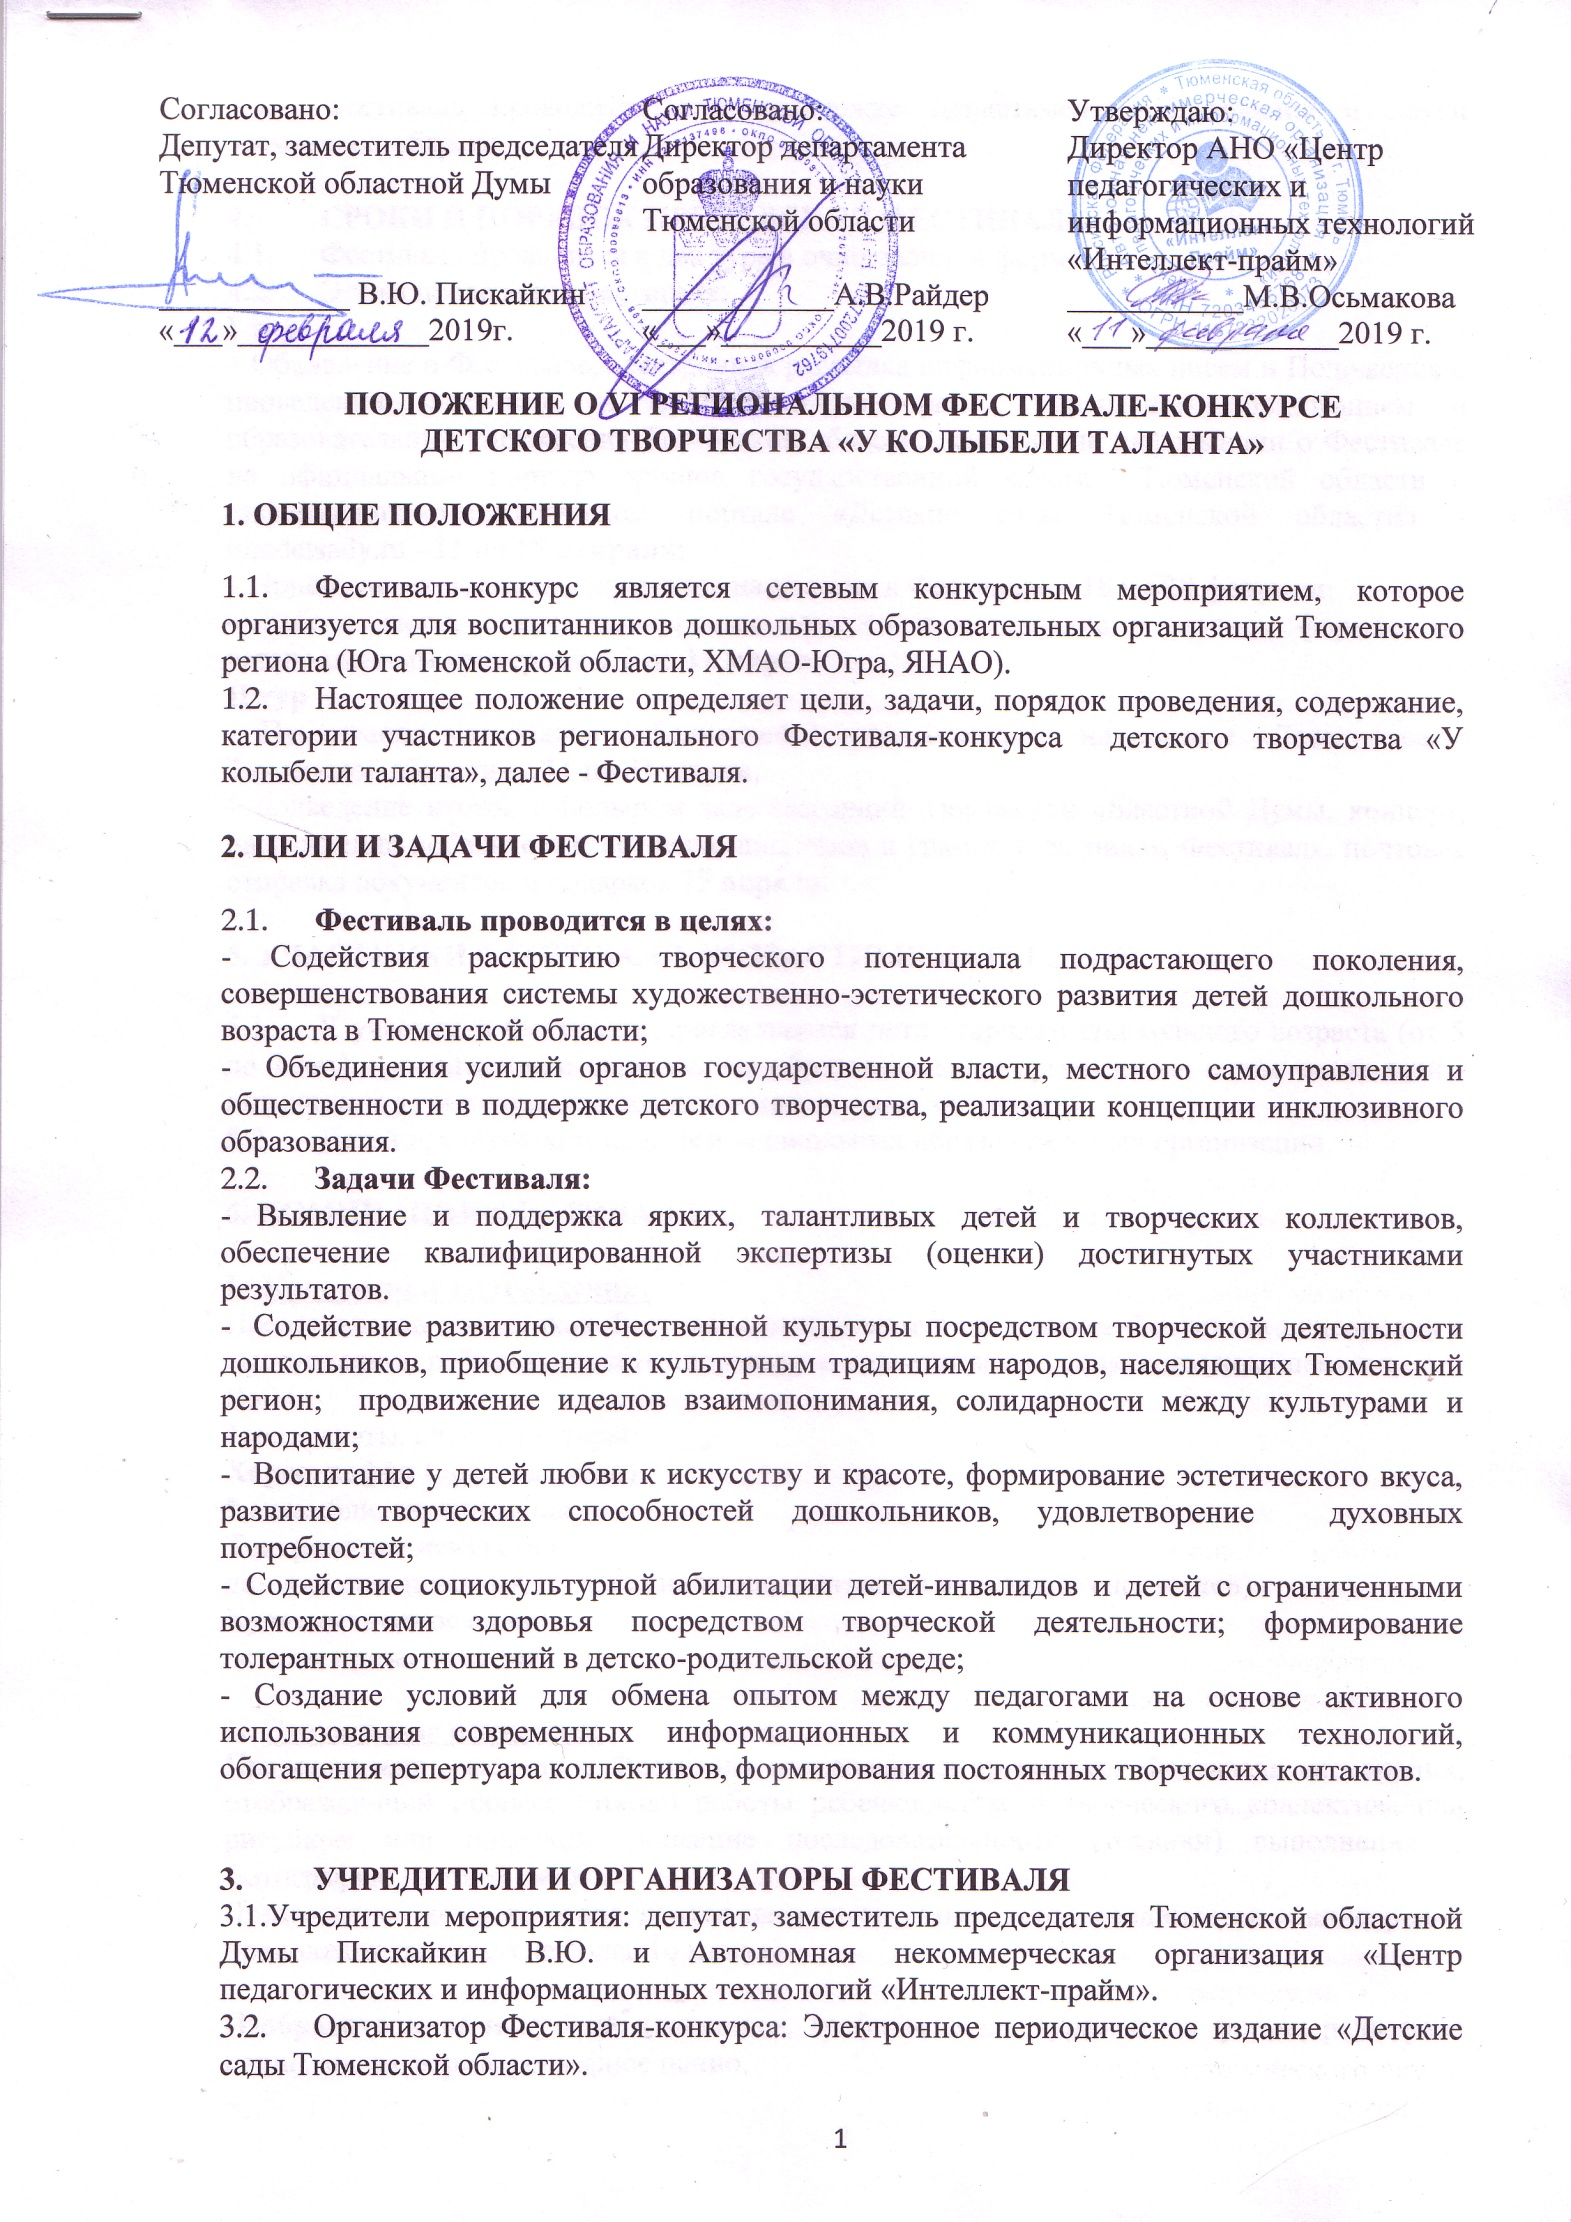 Согласовано:
Депутат, заместитель председателя
Тюменской областной Думы
В.Ю. Пискайкин
«12» февраля 2019г.
Согласовано:
Директор департамента
образования и науки
Тюменской области
А.В.Райдер
«___»__________2019 г.
Утверждаю:
Директор АНО «Центр
педагогических и
информационных технологий
«Интеллект-прайм»
М.В.Осьмакова
«11» февраля 2019 г.
ПОЛОЖЕНИЕ О VI РЕГИОНАЛЬНОМ ФЕСТИВАЛЕ-КОНКУРСЕ
ДЕТСКОГО ТВОРЧЕСТВА «У КОЛЫБЕЛИ ТАЛАНТА»
1. ОБЩИЕ ПОЛОЖЕНИЯ
1.1. Фестиваль-конкурс является сетевым конкурсным мероприятием, которое
организуется для воспитанников дошкольных образовательных организаций Тюменского
региона (Юга Тюменской области, ХМАО-Югра, ЯНАО).
1.2. Настоящее положение определяет цели, задачи, порядок проведения, содержание,
категории участников регионального Фестиваля-конкурса детского творчества «У
колыбели таланта», далее - Фестиваля.
2. ЦЕЛИ И ЗАДАЧИ ФЕСТИВАЛЯ
2.1. Фестиваль проводится в целях:
- Содействия раскрытию творческого потенциала подрастающего поколения,
совершенствования системы художественно-эстетического развития детей дошкольного
возраста в Тюменской области;
- Объединения усилий органов государственной власти, местного самоуправления и
общественности в поддержке детского творчества, реализации концепции инклюзивного
образования.
2.2. Задачи Фестиваля:
- Выявление и поддержка ярких, талантливых детей и творческих коллективов,
обеспечение квалифицированной экспертизы (оценки) достигнутых участниками
результатов.
- Содействие развитию отечественной культуры посредством творческой деятельности
дошкольников, приобщение к культурным традициям народов, населяющих Тюменский
регион; продвижение идеалов взаимопонимания, солидарности между культурами и
народами;
- Воспитание у детей любви к искусству и красоте, формирование эстетического вкуса,
развитие творческих способностей дошкольников, удовлетворение духовных
потребностей;
- Содействие социокультурной абилитации детей-инвалидов и детей с ограниченными
возможностями здоровья посредством творческой деятельности; формирование
толерантных отношений в детско-родительской среде;
- Создание условий для обмена опытом между педагогами на основе активного
использования современных информационных и коммуникационных технологий,
обогащения репертуара коллективов, формирования постоянных творческих контактов.
3. УЧРЕДИТЕЛИ И ОРГАНИЗАТОРЫ ФЕСТИВАЛЯ
3.1.Учредители мероприятия: депутат, заместитель председателя Тюменской областной
Думы Пискайкин В.Ю. и Автономная некоммерческая организация «Центр
педагогических и информационных технологий «Интеллект-прайм».
3.2. Организатор Фестиваля-конкурса: Электронное периодическое издание «Детские
сады Тюменской области».
1